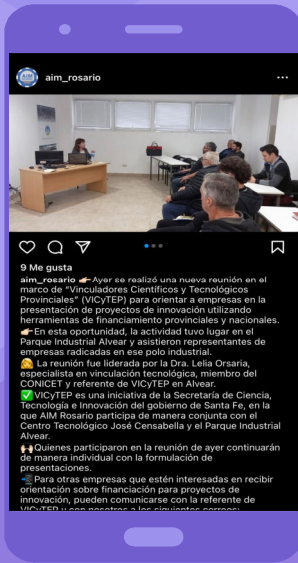 aim_rosario
9 Me gusta
aim_rosario 👉Ayer se realizó una nueva reunión en el
marco de “Vinculadores Científicos y Tecnológicos
Provinciales” (VICyTEP) para orientar a empresas en la
presentación de proyectos de innovación utilizando
herramientas de financiamiento provinciales y nacionales.
👉En esta oportunidad, la actividad tuvo lugar en el
Parque Industrial Alvear y asistieron representantes de
empresas radicadas en ese polo industrial.
La reunión fue liderada por la Dra. Lelia Orsaria,
especialista en vinculación tecnológica, miembro del
CONICET y referente de VICyTEP en Alvear.
✅VICyTEP es una iniciativa de la Secretaría de Ciencia,
Tecnología e Innovación del gobierno de Santa Fe, en la
que AIM Rosario participa de manera conjunta con el
Centro Tecnológico José Censabella y el Parque Industrial
Alvear.
🙌Quienes participaron en la reunión de ayer continuarán
de manera individual con la formulación de
presentaciones.
📲Para otras empresas que estén interesadas en recibir
orientación sobre financiación para proyectos de
innovación, pueden comunicarse con la referente de
VICyTEP y con nosotros a los siguientes correos: